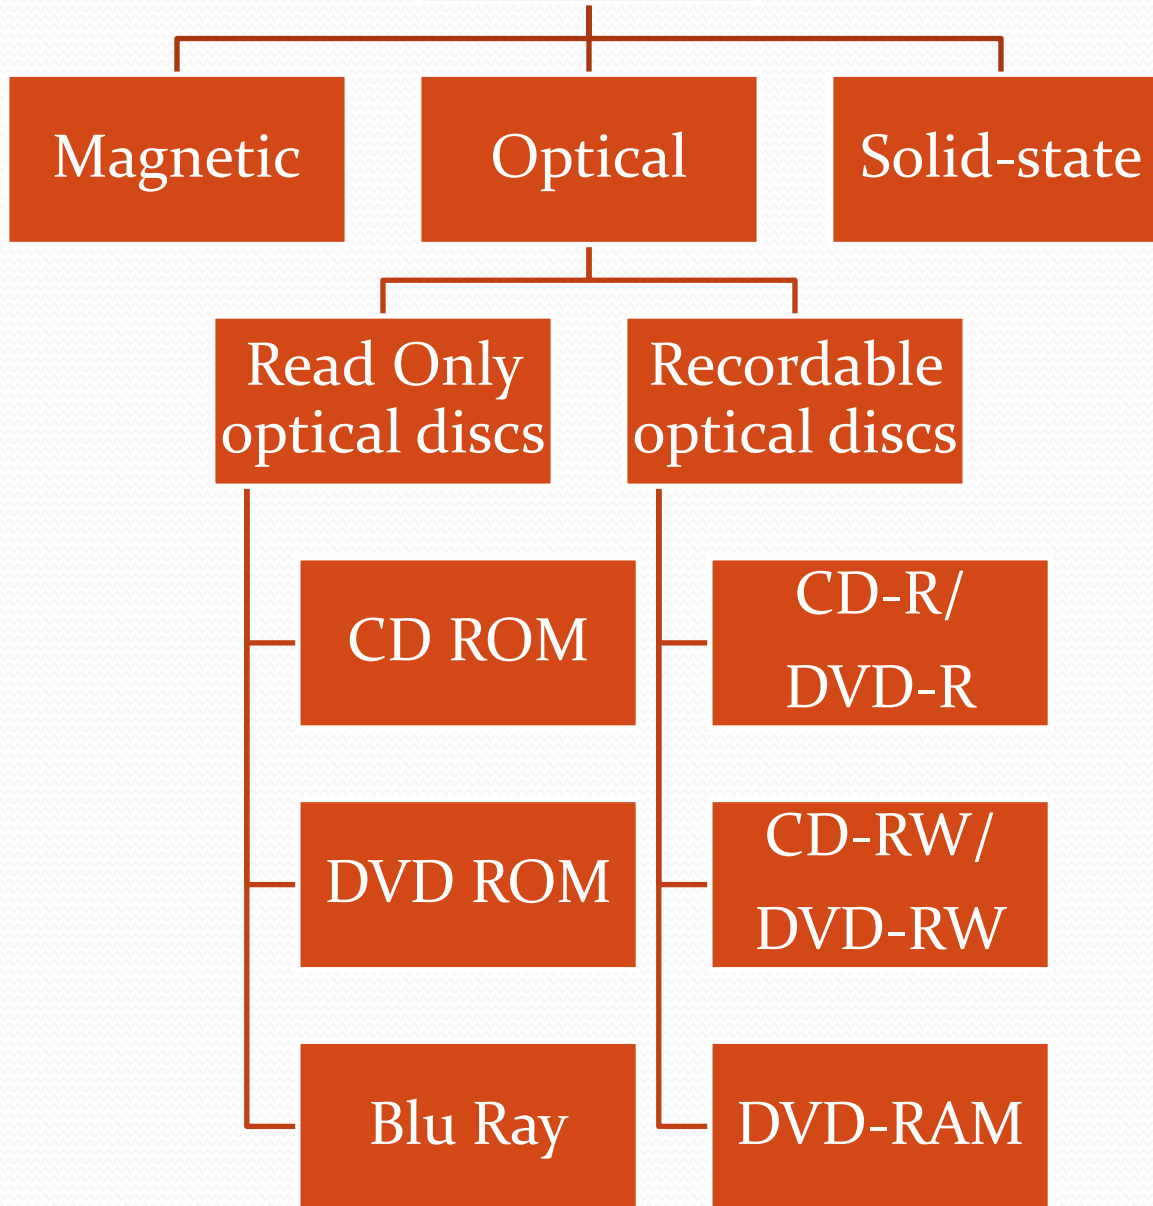 Magnetic
Optical
Solid-state
Read Only
optical discs
Recordable
optical discs
CD ROM
CD-R/
DVD-R
DVD ROM
CD-RW/
DVD-RW
Blu Ray
DVD-RAM